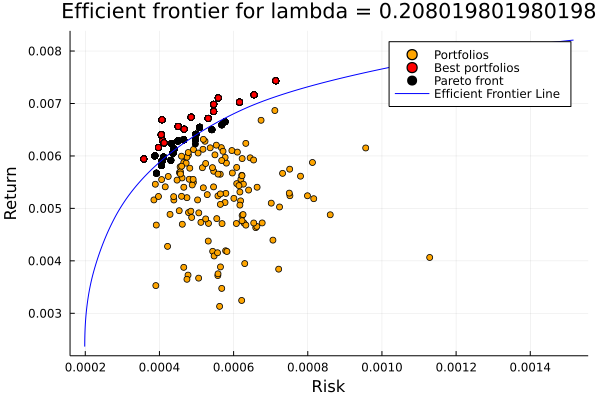 Efficient frontier for lambda = 0.208019801980198
0.008
0.007
0.006
0.005
0.004
0.003
Return
Portfolios
Best portfolios
Pareto front
Efficient Frontier Line
0.0002 0.0004 0.0006 0.0008 0.0010 0.0012 0.0014
Risk